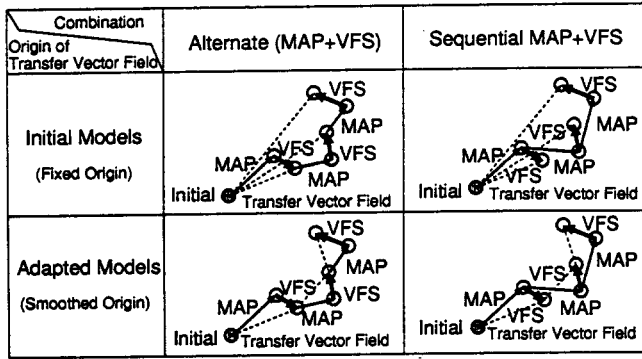 Combination
Origin of
Transfer Vector Field
Alternate (MAP+VFS)
Sequential MAP+VFS
Initial Models
(Fixed Origin)
VFS
MAP
MAP
VFS
VFS
MAP
Initial
Transfer Vector Field
VFS
VFS
MAP
MAP
VFS
MAP
Initial
Transfer Vector Field
Adapted Models
(Smoothed Origin)
VFS
MAP
VFS
MAP
VFS
MAP
Initial
Transfer Vector Field
VFS
MAP
VFS
MAP
VFS
MAP
Initial
Transfer Vector Field